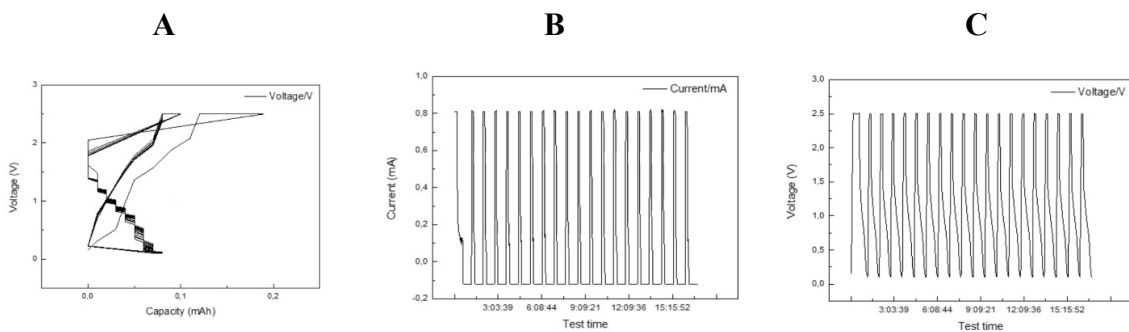 A
B
C
Voltage/V
3
2
1
0
Voltage (V)
0,0
0,1
0,2
Capacity (mAh)
Current/mA
1,0
0,8
0,6
0,4
0,2
0,0
-0,2
Current (mA)
3:03:39
6:08:44
9:09:21
12:09:36
15:15:52
Test time
Voltage/V
3,0
2,5
2,0
1,5
1,0
0,5
0,0
Voltage (V)
3:03:39
6:08:44
9:09:21
12:09:36
15:15:52
Test time